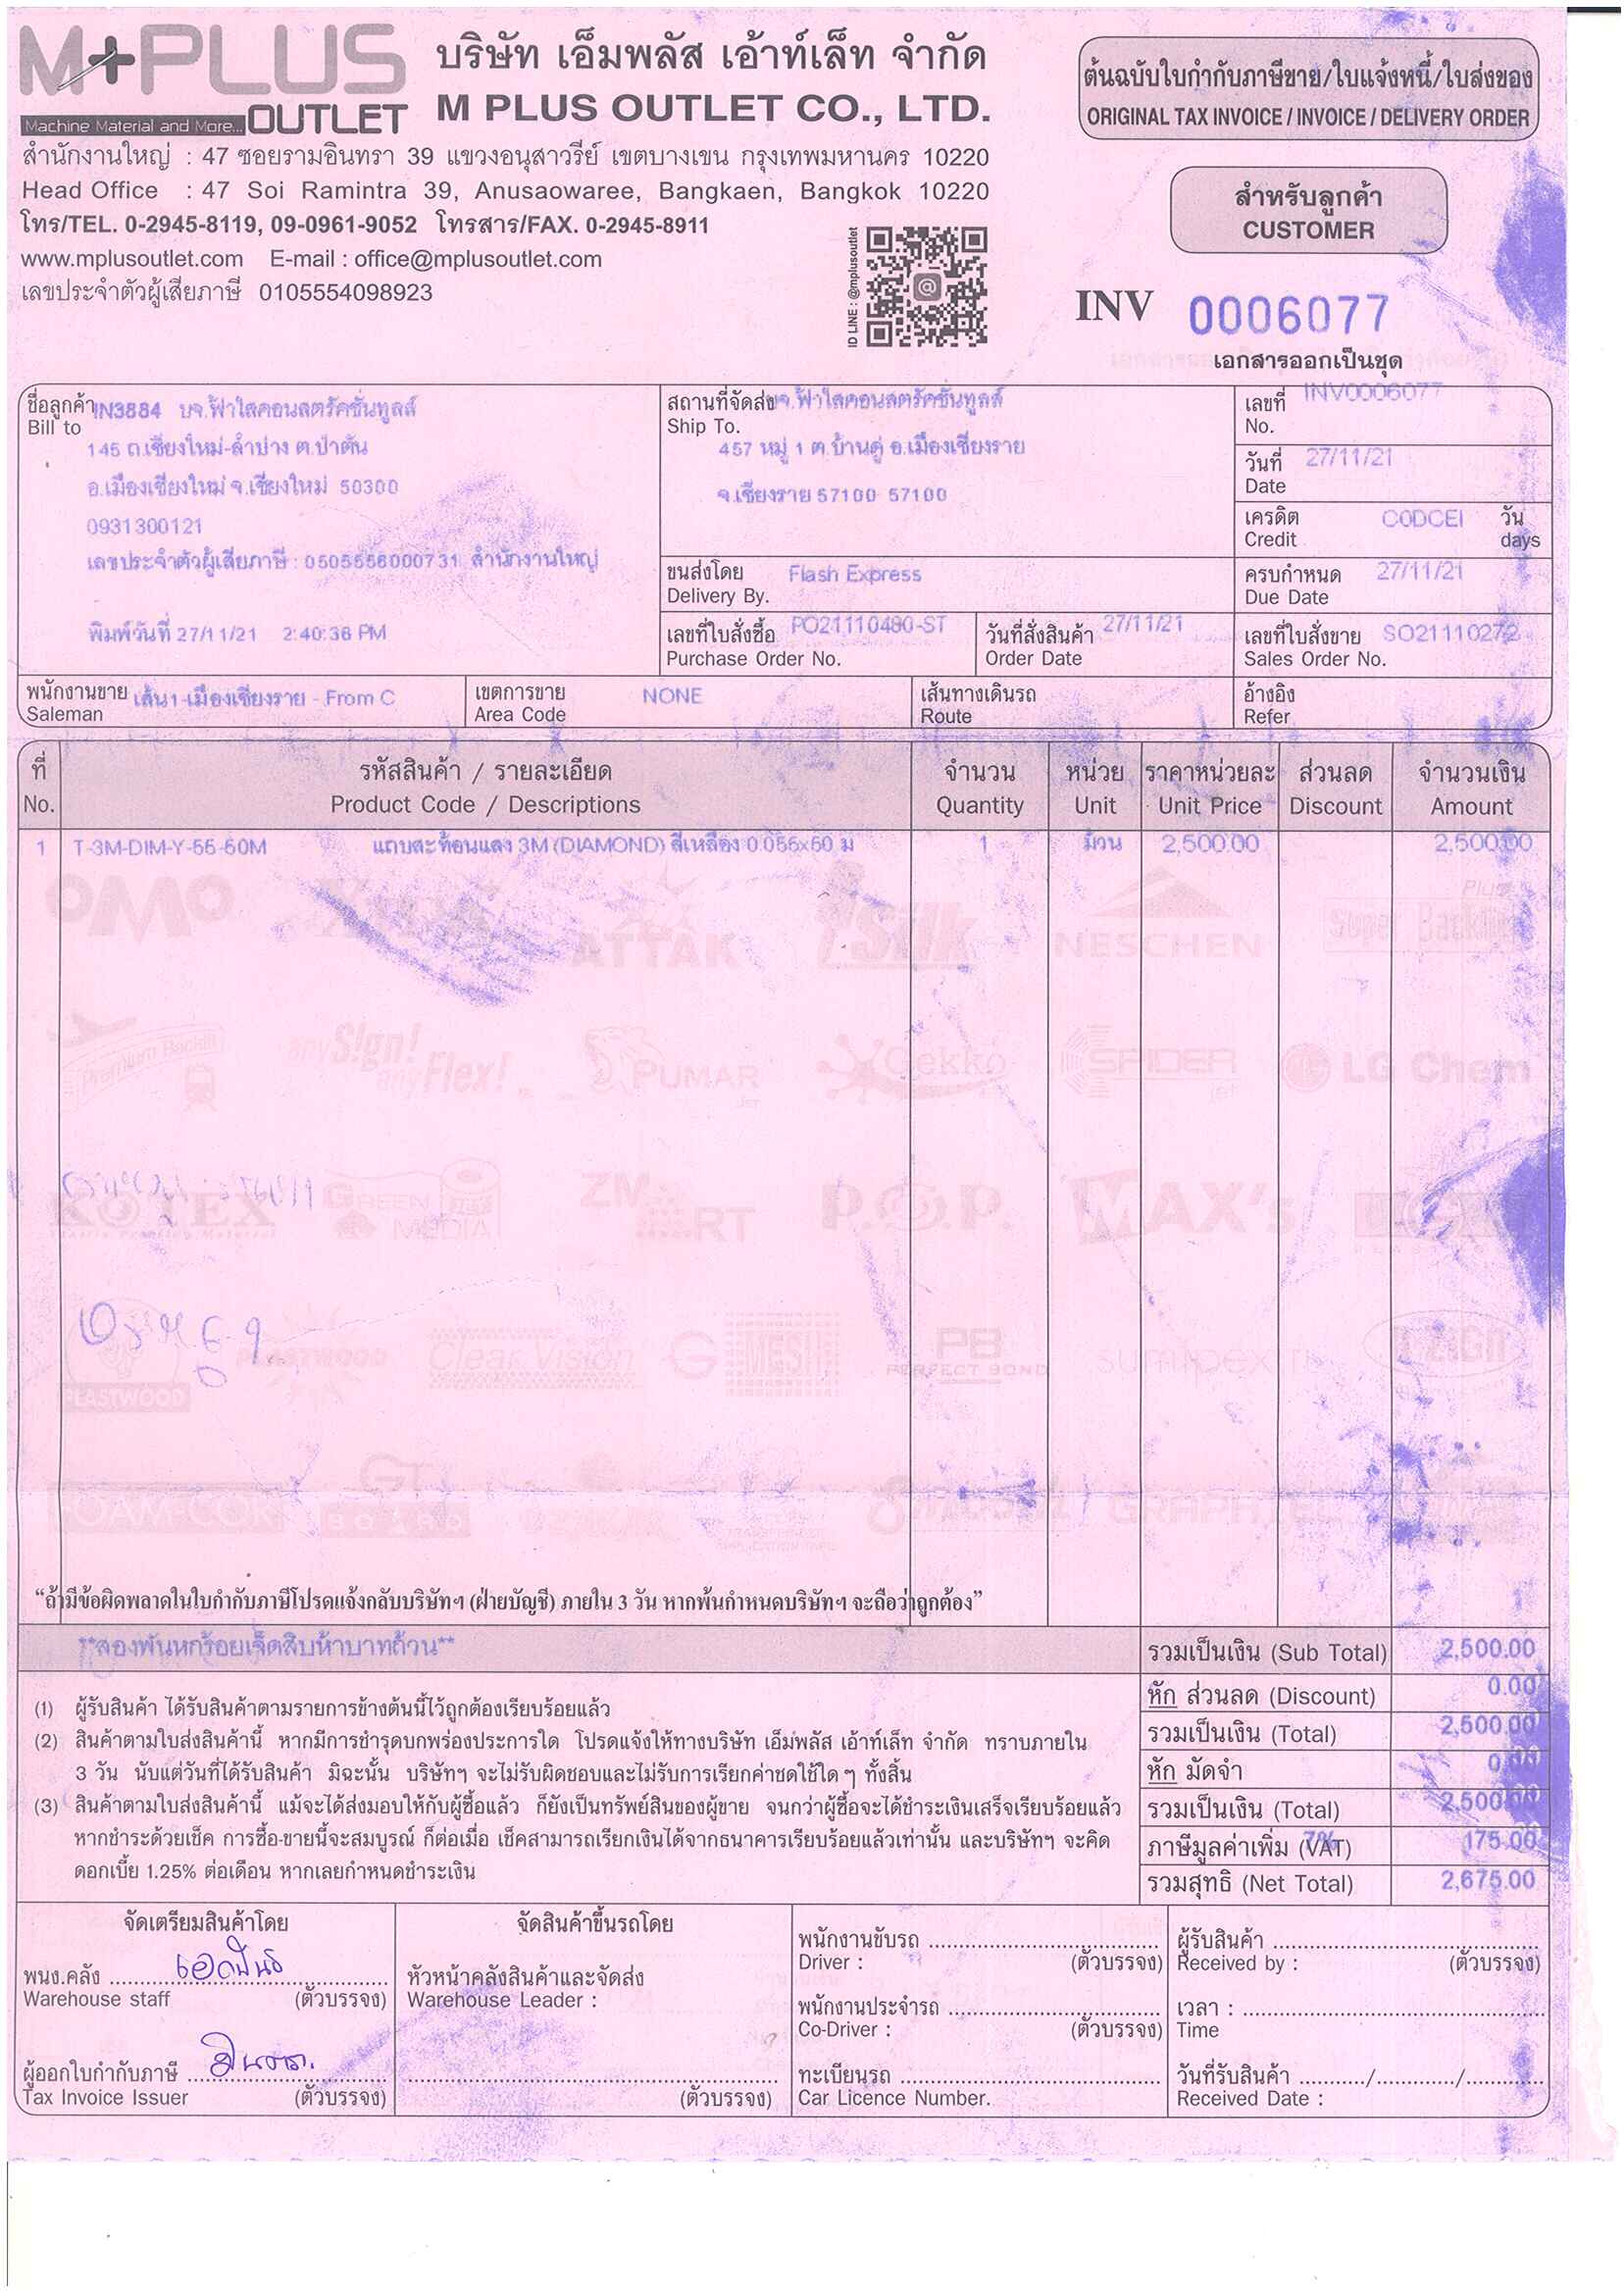 M+PLUS
OUTLET
Machine Material and More...
บริษัท เอ็มพลัส เอ้าท์เล็ท จำกัด
M PLUS OUTLET CO., LTD.
สำนักงานใหญ่ : 47 ซอยรามอินทรา 39 แขวงอนุสาวรีย์ เขตบางเขน กรุงเทพมหานคร 10220
Head Office : 47 Soi Ramintra 39, Anusaowaree, Bangkaen, Bangkok 10220
โทร/TEL. 0-2945-8119, 09-0961-9052 โทรสาร/FAX. 0-2945-8911
www.mplusoutlet.com E-mail : office@mplusoutlet.com
เลขประจำตัวผู้เสียภาษี 0105554098923
ID LINE : @mplusoutlet
ต้นฉบับใบกำกับภาษีขาย/ใบแจ้งหนี้/ใบส่งของ
ORIGINAL TAX INVOICE / INVOICE / DELIVERY ORDER
สำหรับลูกค้า
CUSTOMER
INV 0006077
เอกสารออกเป็นชุด
ชื่อลูกค้า IN3884 บจ.ฟ้าใสคอนสตรัคชั่นทูลส์
Bill to
145 ถ.เชียงใหม่-ลำปาง ต.ป่าตัน
อ.เมืองเชียงใหม่ จ.เชียงใหม่ 50300
0931300121
เลขประจำตัวผู้เสียภาษี : 0505556000731 สำนักงานใหญ่
พิมพ์วันที่ 27/11/21 2:40:36 PM
สถานที่จัดส่ง บจ.ฟ้าใสคอนสตรัคชั่นทูลส์
Ship To.
457 หมู่ 1 ต.บ้านดู่ อ.เมืองเชียงราย
จ.เชียงราย 57100 57100
ขนส่งโดย Flash Express
Delivery By.
เลขที่ใบสั่งซื้อ PO21110480-ST
Purchase Order No.
วันที่สั่งสินค้า 27/11/21
Order Date
เลขที่ INV0006077
No.
วันที่ 27/11/21
Date
เครดิต CODCEI วัน
Credit days
ครบกำหนด 27/11/21
Due Date
เลขที่ใบสั่งขาย SO21110272
Sales Order No.
พนักงานขาย เส้น1-เมืองเชียงราย - From C
Saleman
เขตการขาย NONE
Area Code
เส้นทางเดินรถ
Route
อ้างอิง
Refer
ที่ รหัสสินค้า / รายละเอียด จำนวน หน่วย ราคาหน่วยละ ส่วนลด จำนวนเงิน
No. Product Code / Descriptions Quantity Unit Unit Price Discount Amount
1 T-3M-DIM-Y-55-50M แถบสะท้อนแสง 3M (DIAMOND) สีเหลือง 0.055x50 ม 1 ม้วน 2,500.00 2,500.00
OMO ATTAK Silk NESCHEN Plus Super Backlit
Premium Backlit anyS!gn! anyFlex! PUMAR Gekko SPIDER LG Chem
KOTEX GREEN MEDIA ZMART P.O.P. MAX's
PLASTWOOD Clear Vision G MESH PB PERFECT BOND sumipex
FOAM-CON GT BOARD GRAPHTEC
“ถ้ามีข้อผิดพลาดในใบกำกับภาษีโปรดแจ้งกลับบริษัทฯ (ฝ่ายบัญชี) ภายใน 3 วัน หากพ้นกำหนดบริษัทฯ จะถือว่าถูกต้อง”
**สองพันหกร้อยเจ็ดสิบห้าบาทถ้วน**
รวมเป็นเงิน (Sub Total) 2,500.00
หัก ส่วนลด (Discount) 0.00
รวมเป็นเงิน (Total) 2,500.00
หัก มัดจำ 0.00
รวมเป็นเงิน (Total) 2,500.00
ภาษีมูลค่าเพิ่ม (VAT) 7% 175.00
รวมสุทธิ (Net Total) 2,675.00
(1) ผู้รับสินค้า ได้รับสินค้าตามรายการข้างต้นนี้ไว้ถูกต้องเรียบร้อยแล้ว
(2) สินค้าตามใบส่งสินค้านี้ หากมีการชำรุดบกพร่องประการใด โปรดแจ้งให้ทางบริษัท เอ็มพลัส เอ้าท์เล็ท จำกัด ทราบภายใน
3 วัน นับแต่วันที่ได้รับสินค้า มิฉะนั้น บริษัทฯ จะไม่รับผิดชอบและไม่รับการเรียกค่าชดใช้ใด ๆ ทั้งสิ้น
(3) สินค้าตามใบส่งสินค้านี้ แม้จะได้ส่งมอบให้กับผู้ซื้อแล้ว ก็ยังเป็นทรัพย์สินของผู้ขาย จนกว่าผู้ซื้อจะได้ชำระเงินเสร็จเรียบร้อยแล้ว
หากชำระด้วยเช็ค การซื้อ-ขายนี้จะสมบูรณ์ ก็ต่อเมื่อ เช็คสามารถเรียกเงินได้จากธนาคารเรียบร้อยแล้วเท่านั้น และบริษัทฯ จะคิด
ดอกเบี้ย 1.25% ต่อเดือน หากเลยกำหนดชำระเงิน
จัดเตรียมสินค้าโดย
พนง.คลัง
Warehouse staff (ตัวบรรจง)
ผู้ออกใบกำกับภาษี
Tax Invoice Issuer (ตัวบรรจง)
จัดสินค้าขึ้นรถโดย
หัวหน้าคลังสินค้าและจัดส่ง
Warehouse Leader :
(ตัวบรรจง)
พนักงานขับรถ
Driver : (ตัวบรรจง)
พนักงานประจำรถ
Co-Driver : (ตัวบรรจง)
ทะเบียนรถ
Car Licence Number.
ผู้รับสินค้า
Received by : (ตัวบรรจง)
เวลา :
Time
วันที่รับสินค้า ............/............/............
Received Date :